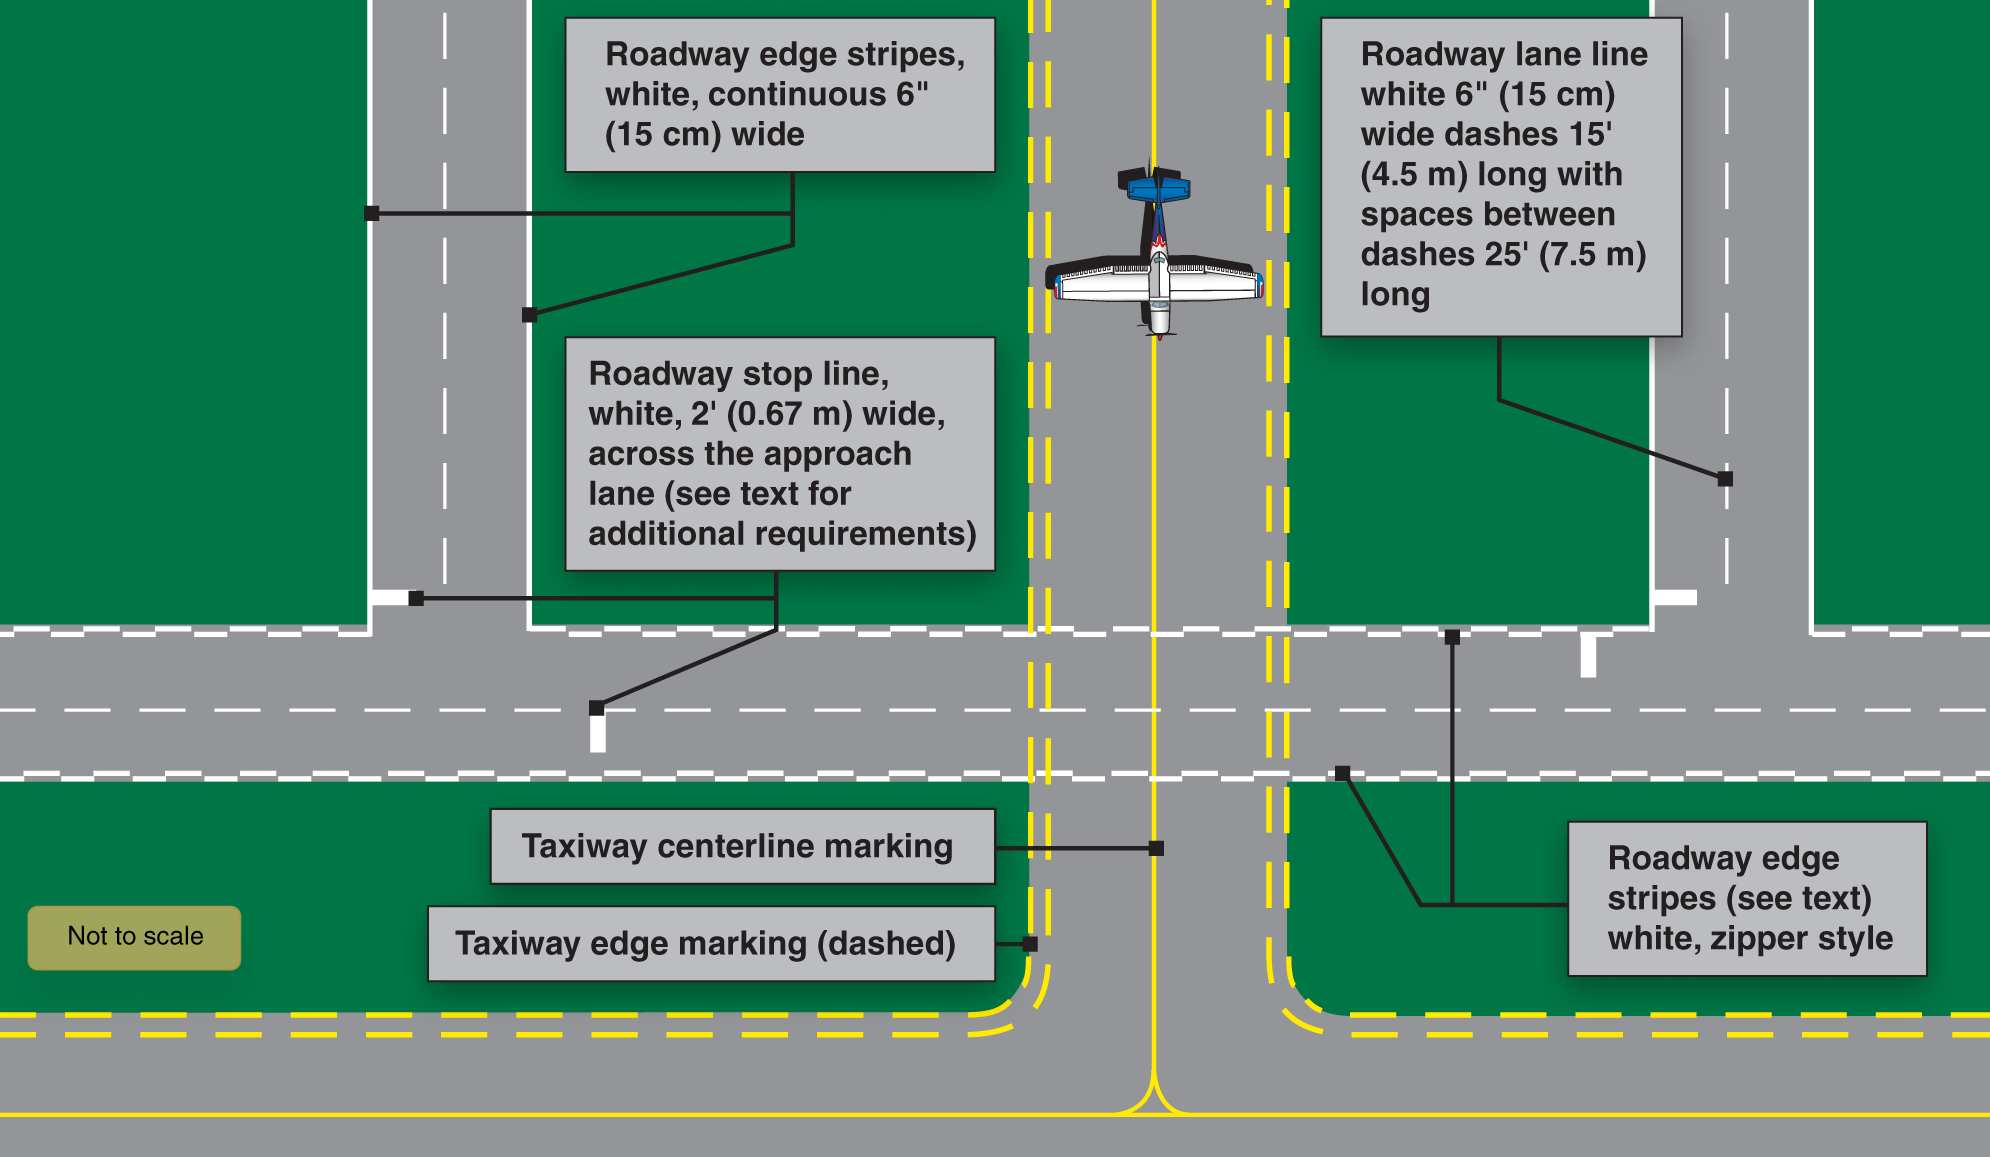 Roadway edge stripes,
white, continuous 6"
(15 cm) wide
Roadway lane line
white 6" (15 cm)
wide dashes 15'
(4.5 m) long with
spaces between
dashes 25' (7.5 m)
long
Roadway stop line,
white, 2' (0.67 m) wide,
across the approach
lane (see text for
additional requirements)
Taxiway centerline marking
Taxiway edge marking (dashed)
Roadway edge
stripes (see text)
white, zipper style
Not to scale